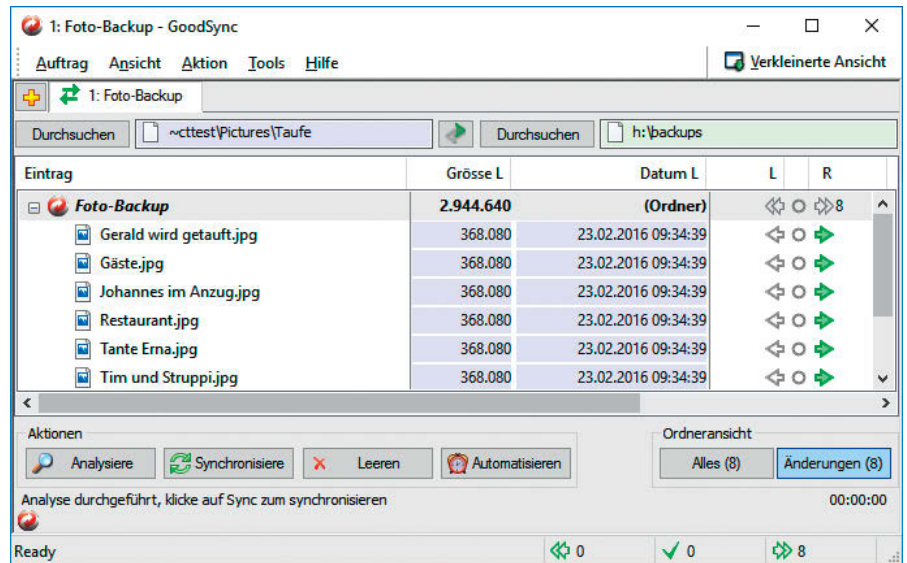 1: Foto-Backup - GoodSync
Auftrag Ansicht Aktion Tools Hilfe Verkleinerte Ansicht
1: Foto-Backup
Durchsuchen ~cttest\Pictures\Taufe Durchsuchen h:\backups
Eintrag Grösse L Datum L L R
Foto-Backup 2.944.640 (Ordner) 8
Gerald wird getauft.jpg 368.080 23.02.2016 09:34:39
Gäste.jpg 368.080 23.02.2016 09:34:39
Johannes im Anzug.jpg 368.080 23.02.2016 09:34:39
Restaurant.jpg 368.080 23.02.2016 09:34:39
Tante Erna.jpg 368.080 23.02.2016 09:34:39
Tim und Struppi.jpg 368.080 23.02.2016 09:34:39
Aktionen Ordneransicht
Analysiere Synchronisiere Leeren Automatisieren Alles (8) Änderungen (8)
Analyse durchgeführt, klicke auf Sync zum synchronisieren 00:00:00
Ready 0 0 8